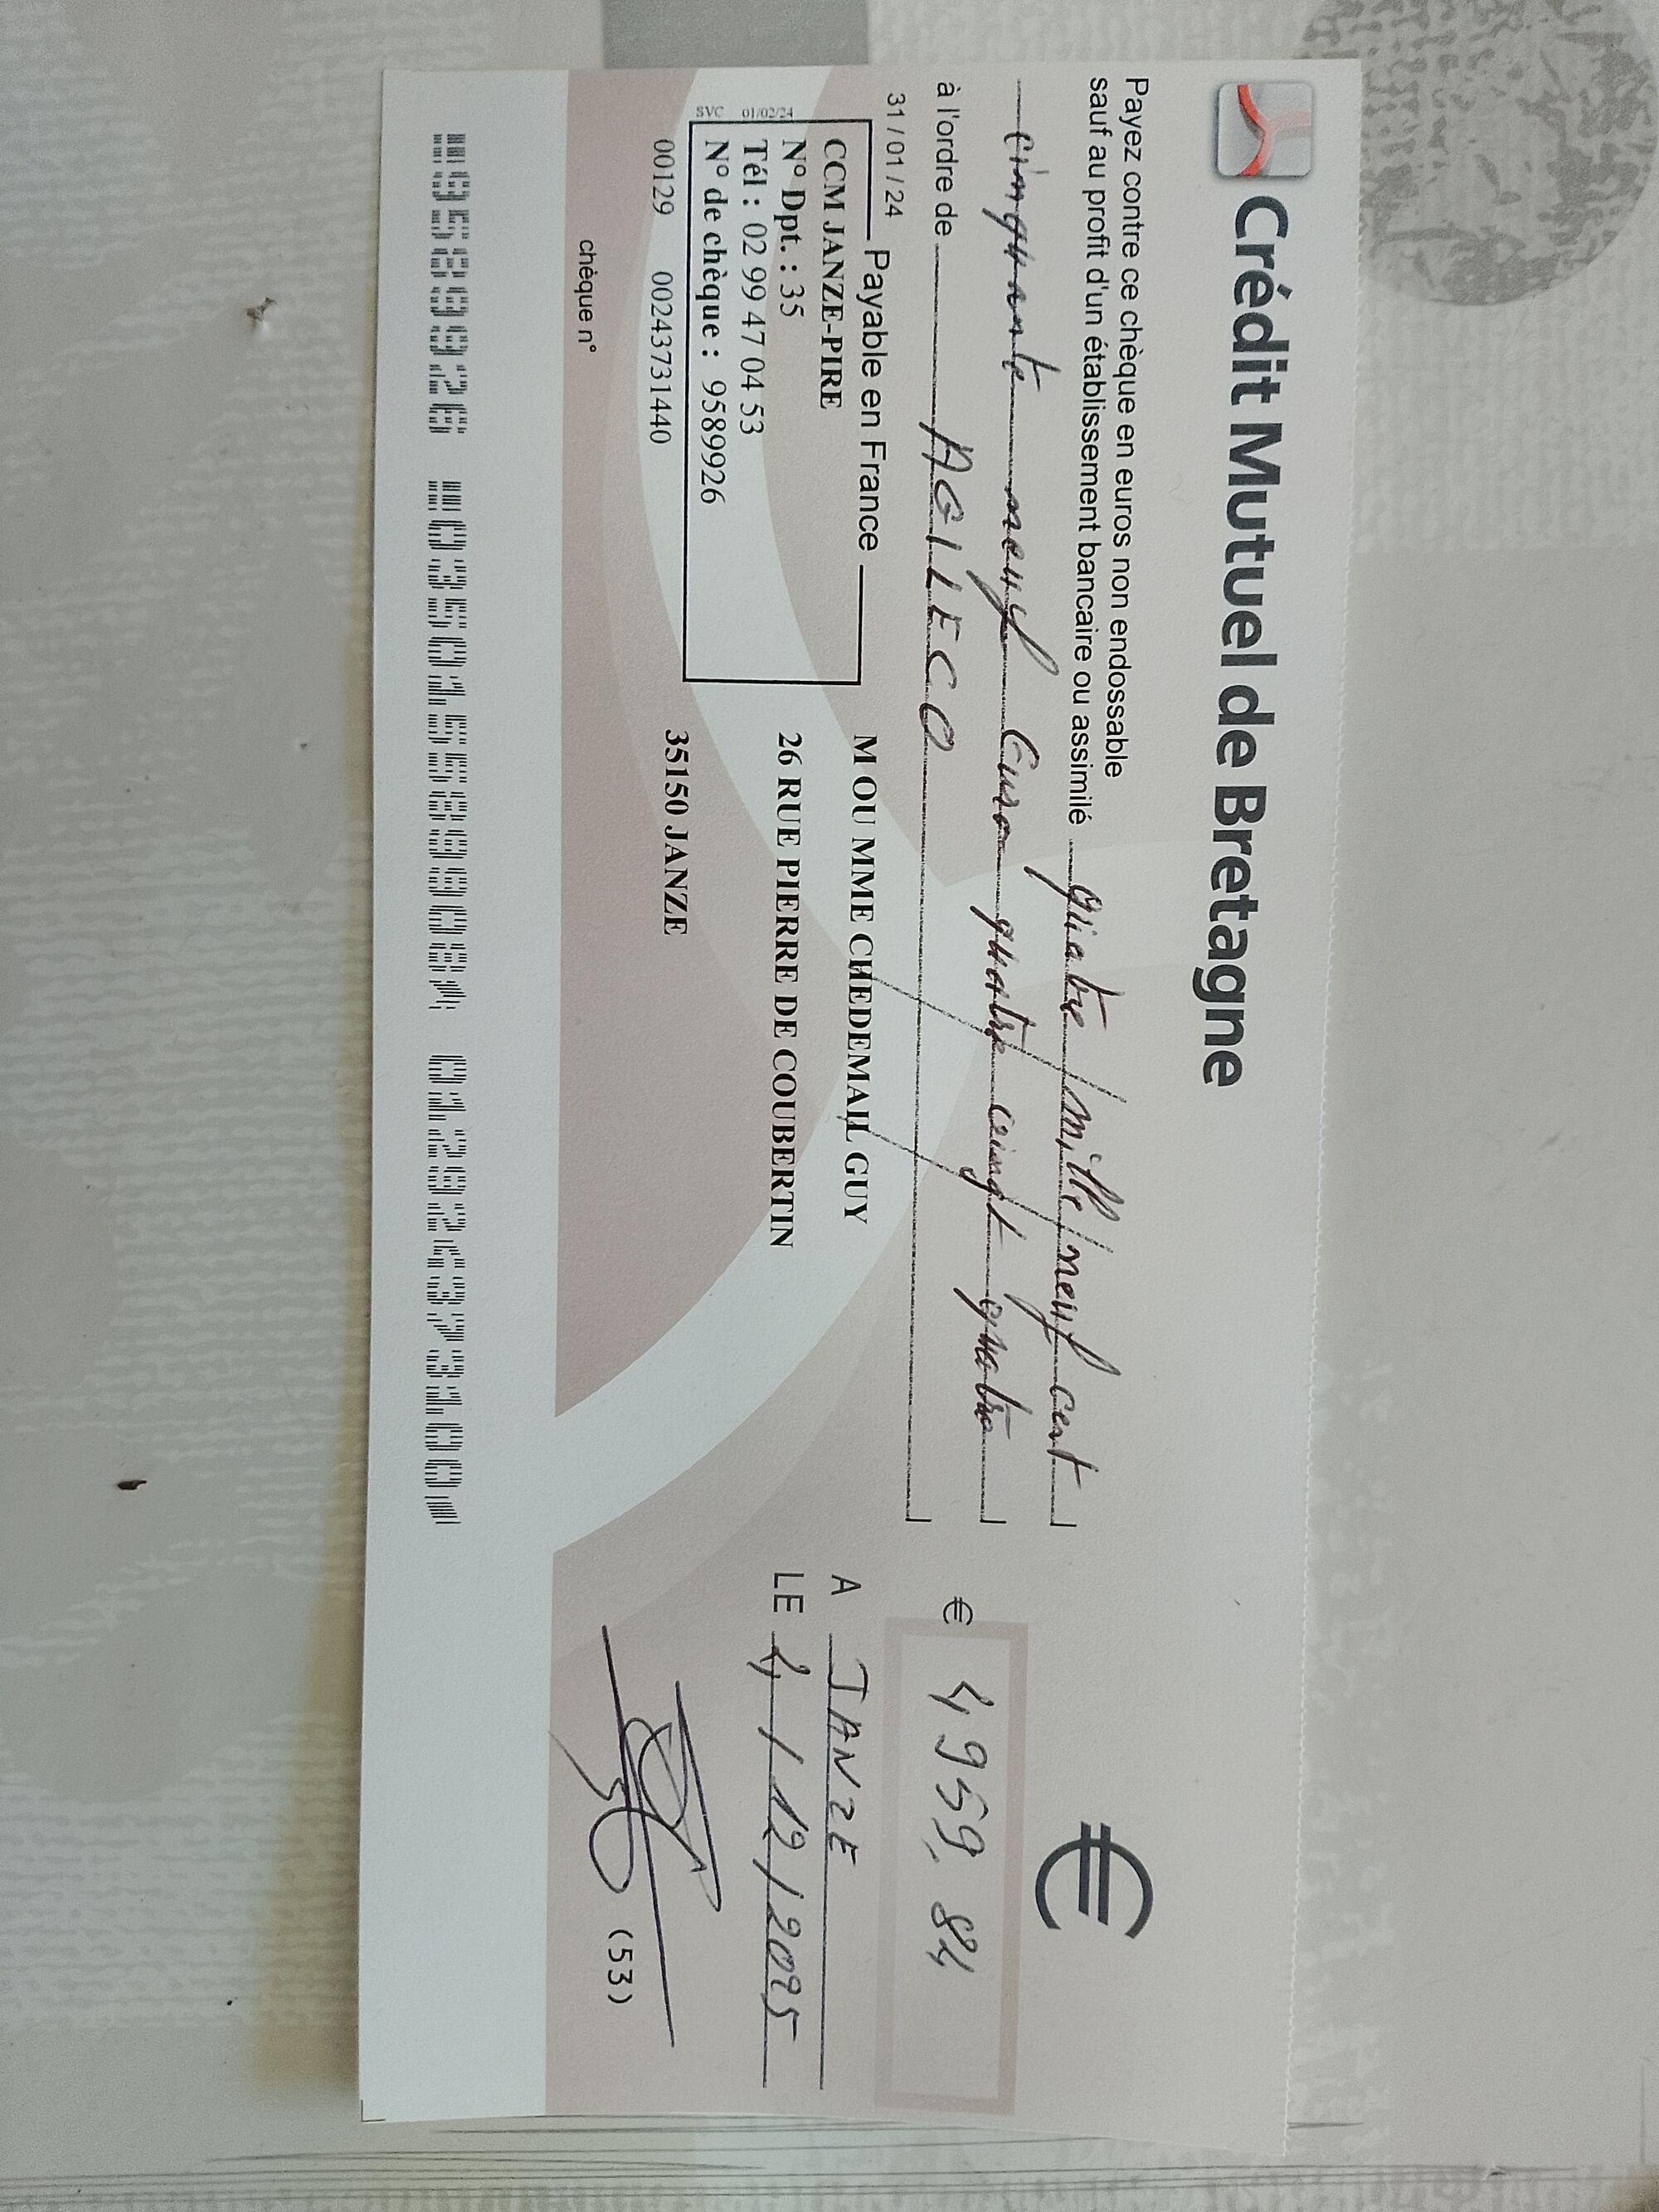 Crédit Mutuel de Bretagne
€
Payez contre ce chèque en euros non endossable
sauf au profit d'un établissement bancaire ou assimilé quatre mille neuf cent
cinquante neuf Euro quatre vingt quatre
à l'ordre de AGILECO
€ 4959,84
31/01/24
Payable en France
CCM JANZE-PIRE
N° Dpt. : 35
Tél : 02 99 47 04 53
N° de chèque : 9589926
SVC 01/02/24
00129 00243731440
M OU MME CHEDEMAIL GUY
26 RUE PIERRE DE COUBERTIN
35150 JANZE
A JANZE
LE 4/12/2025
(53)
chèque n°
9589926 035015589908 012924373100